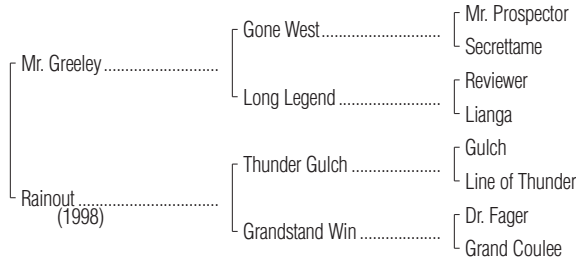 Mr. Prospector
Gone West
Secrettame
Mr. Greeley
Reviewer
Long Legend
Lianga
Gulch
Thunder Gulch
Line of Thunder
Rainout
(1998)
Dr. Fager
Grandstand Win
Grand Coulee